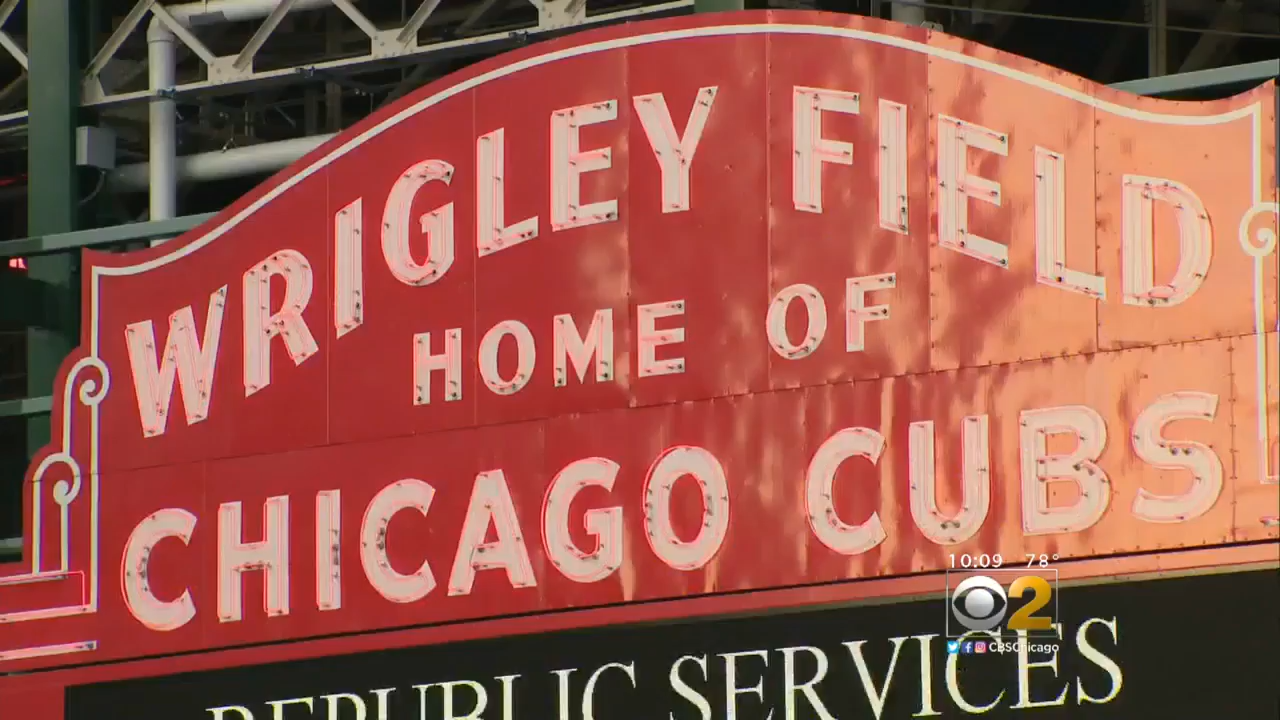 WRIGLEY FIELD
HOME OF
CHICAGO CUBS
10:09 78°
2
CBSChicago
REPUBLIC SERVICES